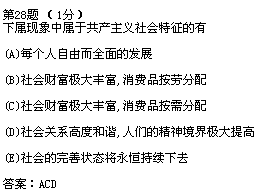 第28题 (1分)
下属现象中属于共产主义社会特征的有
(A)每个人自由而全面的发展
(B)社会财富极大丰富,消费品按劳分配
(C)社会财富极大丰富,消费品按需分配
(D)社会关系高度和谐,人们的精神境界极大提高
(E)社会的完善状态将永恒持续下去
答案：ACD